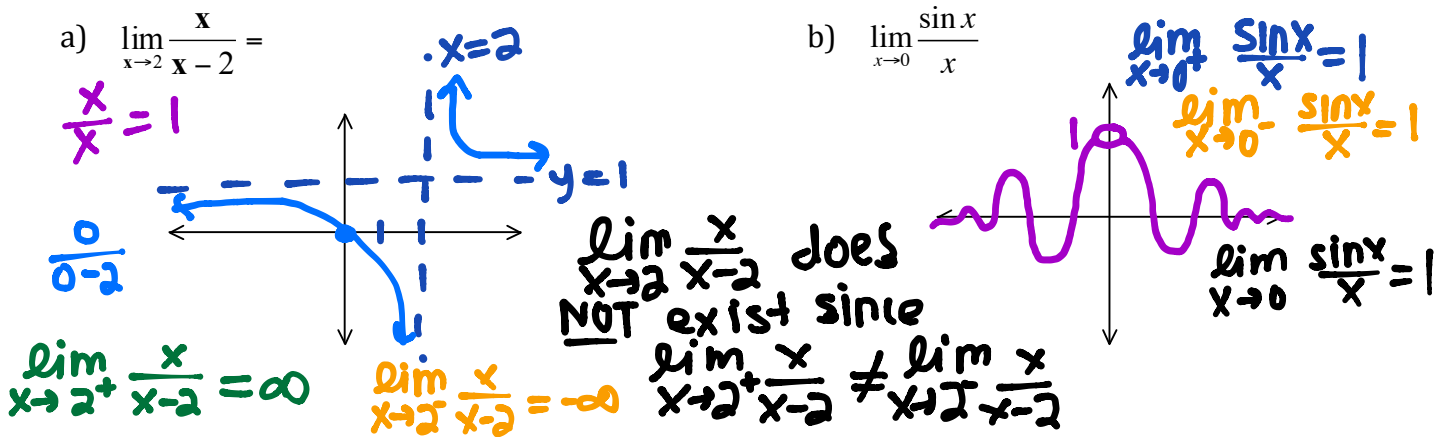 a) lim x→2 x/(x − 2) =
x/x = 1
x=2
y=1
0/(0-2)
lim x→2⁺ x/(x-2) = ∞
lim x→2⁻ x/(x-2) = -∞
lim x→2 x/(x-2) does
NOT exist since
lim x→2⁺ x/(x-2) ≠ lim x→2⁻ x/(x-2)
b) lim x→0 sin x/x
lim x→0⁺ sinx/x = 1
lim x→0⁻ sinx/x = 1
1
lim x→0 sinx/x = 1